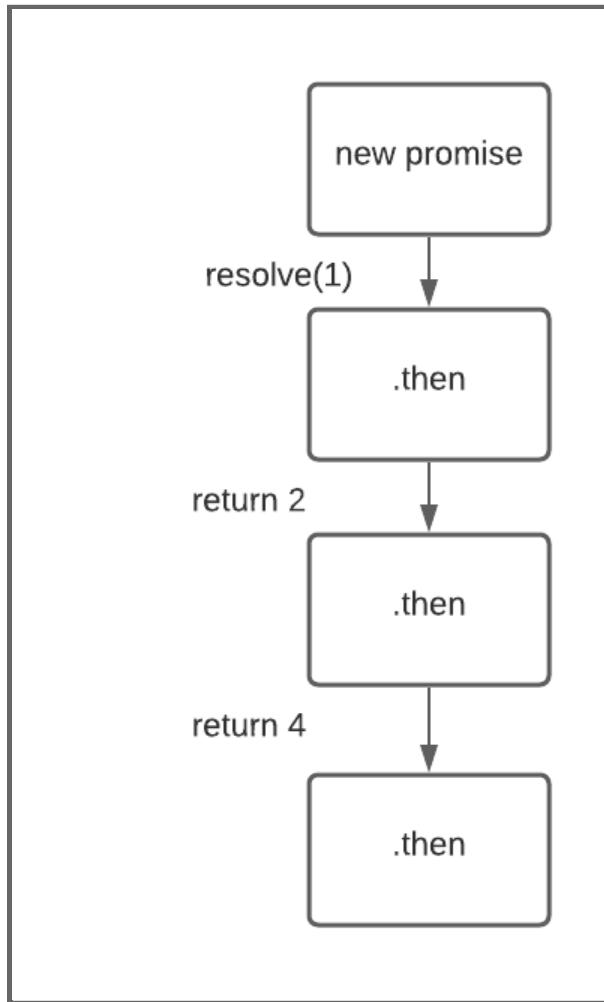 new promise
resolve(1)
.then
return 2
.then
return 4
.then